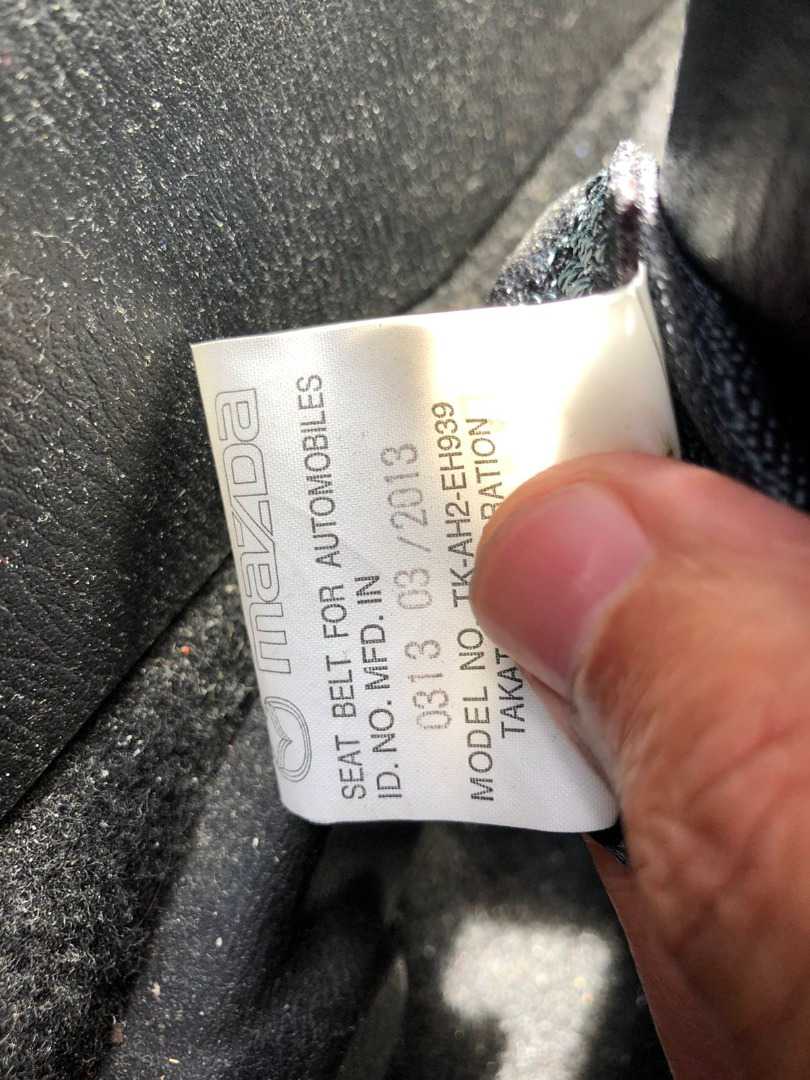 mazda
SEAT BELT FOR AUTOMOBILES
ID. NO. MFD. IN
0313 03 / 2013
MODEL NO. TK-AH2-EH939